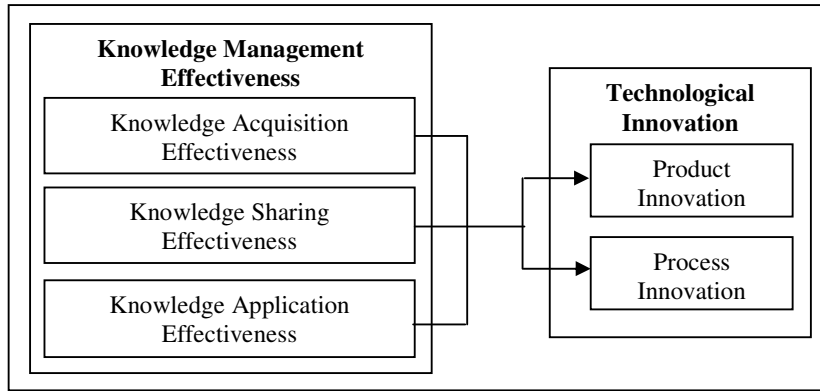 Knowledge Management
Effectiveness
Knowledge Acquisition
Effectiveness
Knowledge Sharing
Effectiveness
Knowledge Application
Effectiveness
Technological
Innovation
Product
Innovation
Process
Innovation